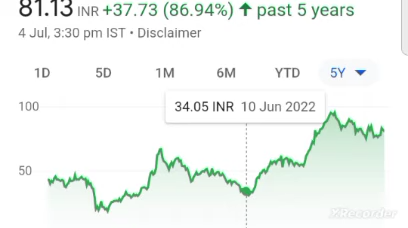 81.13 INR +37.73 (86.94%) ↑ past 5 years
4 Jul, 3:30 pm IST • Disclaimer
1D 5D 1M 6M YTD 5Y
100
34.05 INR 10 Jun 2022
50
XRecorder